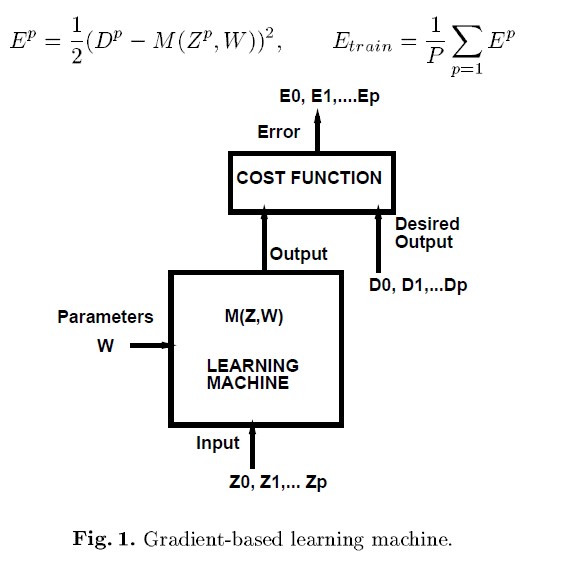 E^p = \frac{1}{2}(D^p - M(Z^p, W))^2, E_{train} = \frac{1}{P} \sum_{p=1} E^p
E0, E1,....Ep
Error
COST FUNCTION
Desired
Output
Output
D0, D1,...Dp
Parameters
W
M(Z,W)
LEARNING
MACHINE
Input
Z0, Z1,... Zp
Fig. 1. Gradient-based learning machine.